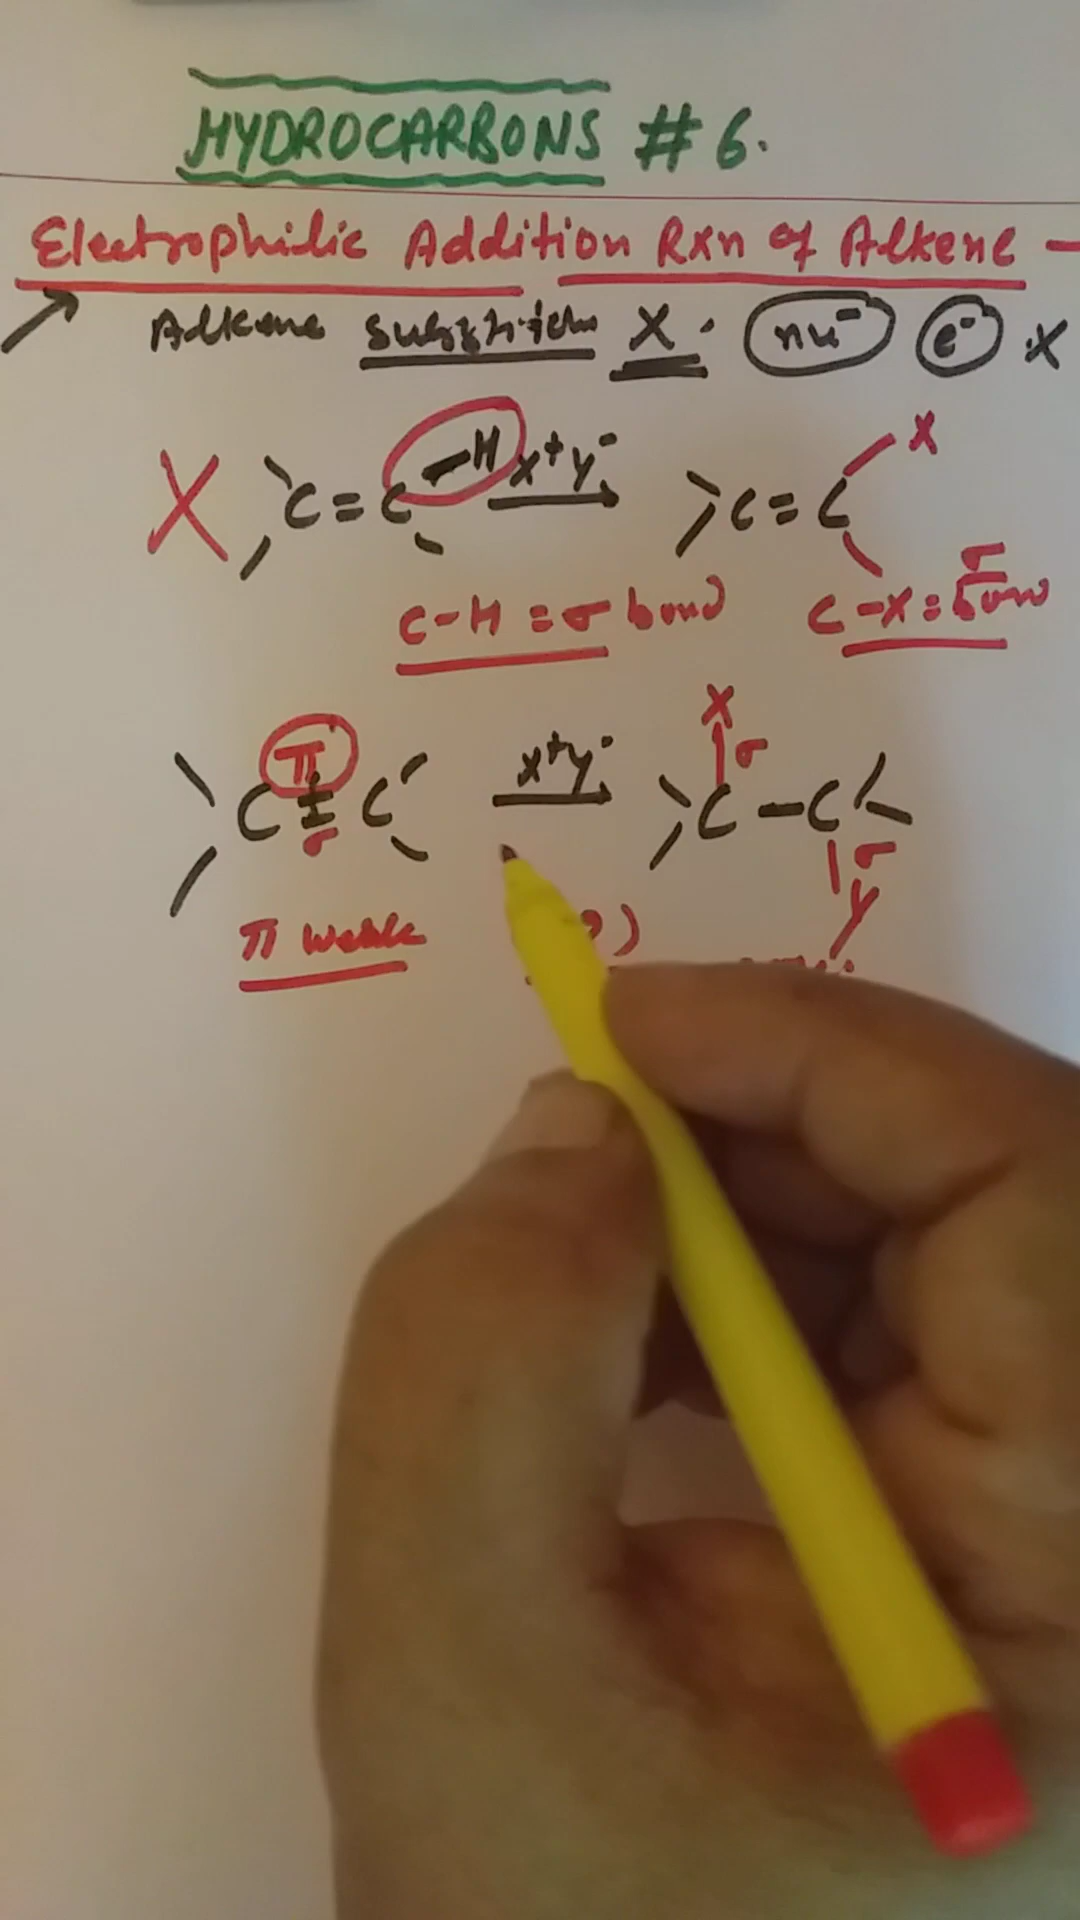 HYDROCARBONS # 6.
Electrophilic Addition Rxn of Alkene -
Alkene substitution X . nu⁻ e⁻ .X
X C = C - H X⁺Y⁻ C = C X
C-H = σ bond C-X = σ bond
π X
C = C X⁺Y⁻ σ C - C
σ σ
π weak Y